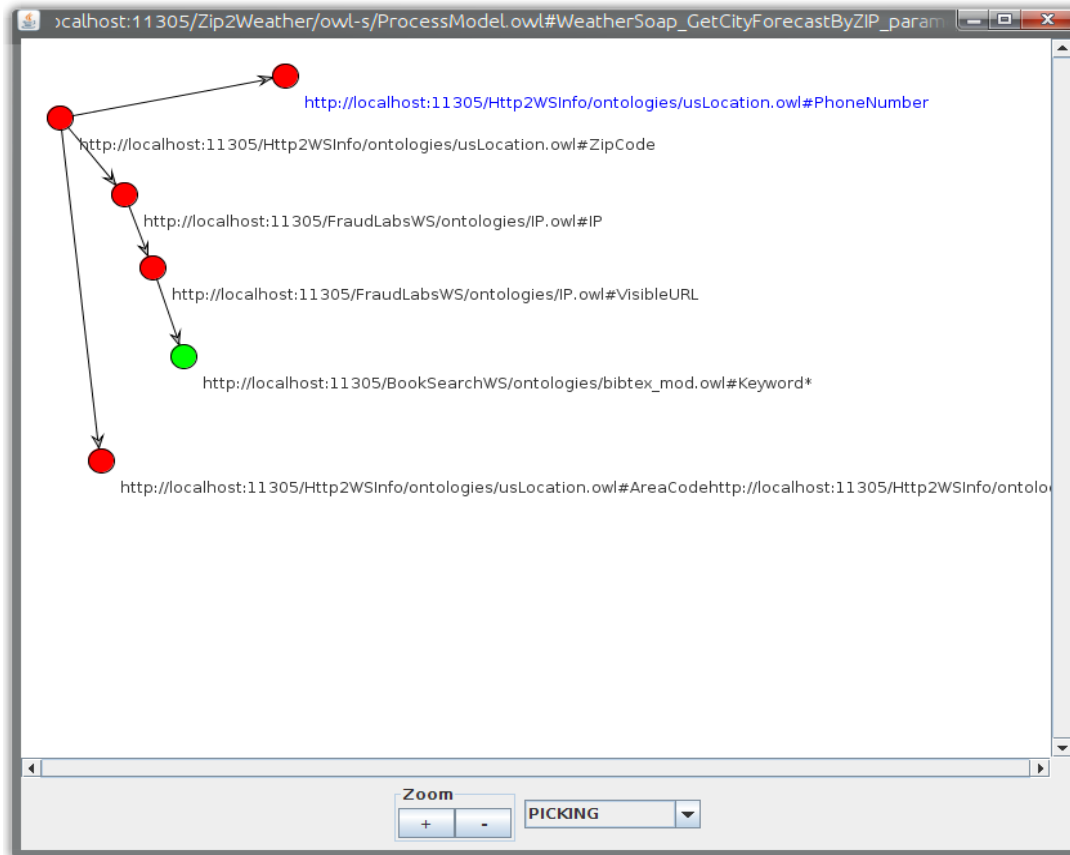 ocalhost:11305/Zip2Weather/owl-s/ProcessModel.owl#WeatherSoap_GetCityForecastByZIP_param
http://localhost:11305/Http2WSInfo/ontologies/usLocation.owl#PhoneNumber
http://localhost:11305/Http2WSInfo/ontologies/usLocation.owl#ZipCode
http://localhost:11305/FraudLabsWS/ontologies/IP.owl#IP
http://localhost:11305/FraudLabsWS/ontologies/IP.owl#VisibleURL
http://localhost:11305/BookSearchWS/ontologies/bibtex_mod.owl#Keyword*
http://localhost:11305/Http2WSInfo/ontologies/usLocation.owl#AreaCodehttp://localhost:11305/Http2WSInfo/ontolo
Zoom
+ -
PICKING